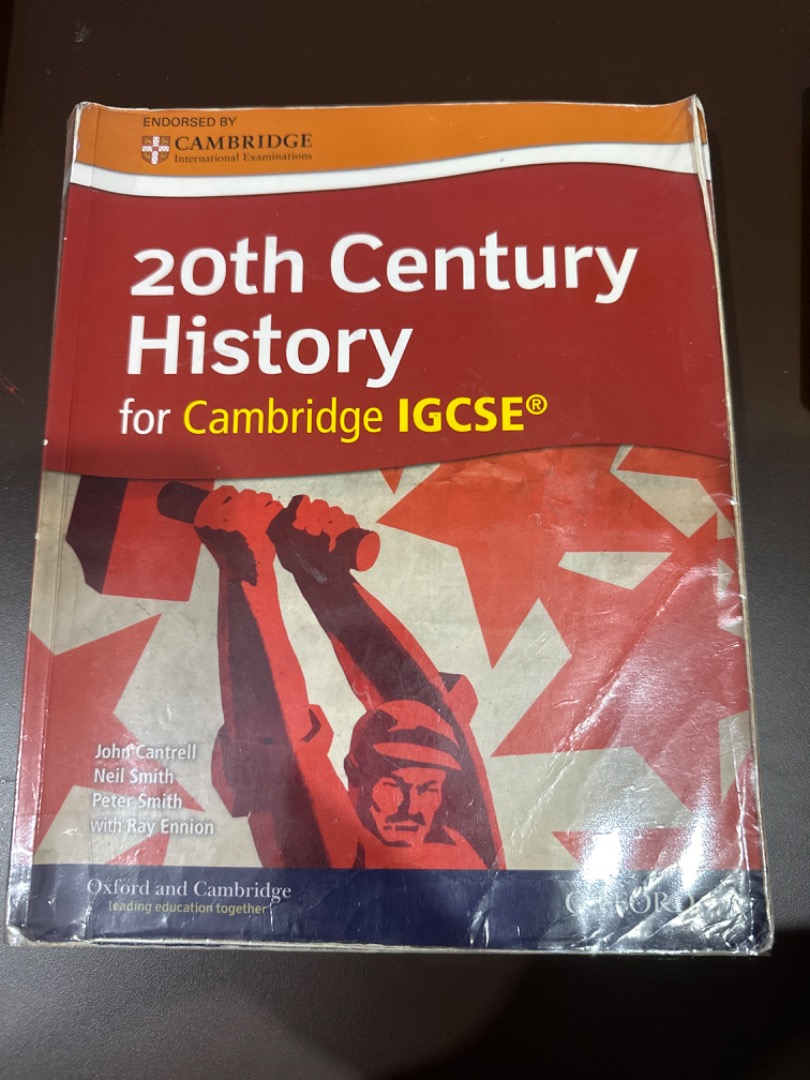 ENDORSED BY
CAMBRIDGE
International Examinations
20th Century
History
for Cambridge IGCSE®
John Cantrell
Neil Smith
Peter Smith
with Ray Ennion
Oxford and Cambridge
leading education together
OXFORD